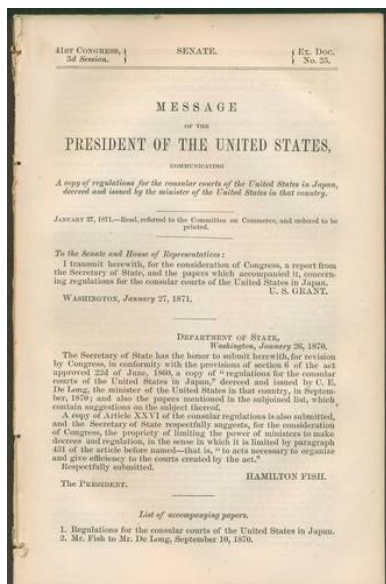 41ST CONGRESS, SENATE. Ex. Doc.
3d Session. No. 25.
MESSAGE
OF THE
PRESIDENT OF THE UNITED STATES,
COMMUNICATING
A copy of regulations for the consular courts of the United States in Japan,
decreed and issued by the minister of the United States in that country.
JANUARY 27, 1871.—Read, referred to the Committee on Commerce, and ordered to be
printed.
To the Senate and House of Representatives:
I transmit herewith, for the consideration of Congress, a report from
the Secretary of State, and the papers which accompanied it, concern-
ing regulations for the consular courts of the United States in Japan.
U. S. GRANT.
WASHINGTON, January 27, 1871.
DEPARTMENT OF STATE,
Washington, January 26, 1870.
The Secretary of State has the honor to submit herewith, for revision
by Congress, in conformity with the provisions of section 6 of the act
approved 22d of June, 1860, a copy of "regulations for the consular
courts of the United States in Japan," decreed and issued by C. E.
De Long, the minister of the United States in that country, in Septem-
ber, 1870; and also the papers mentioned in the subjoined list, which
contain suggestions on the subject thereof.
A copy of Article XXVI of the consular regulations is also submitted,
and the Secretary of State respectfully suggests, for the consideration
of Congress, the propriety of limiting the power of ministers to make
decrees and regulation, in the sense in which it is limited by paragraph
431 of the article before named—that is, "to acts necessary to organize
and give efficiency to the courts created by the act."
Respectfully submitted.
HAMILTON FISH.
The PRESIDENT.
List of accompanying papers.
1. Regulations for the consular courts of the United States in Japan.
2. Mr. Fish to Mr. De Long, September 10, 1870.